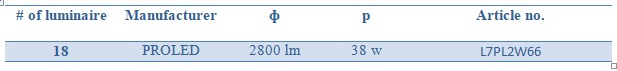 # of luminaire Manufacturer ϕ p Article no.
18 PROLED 2800 lm 38 w L7PL2W66